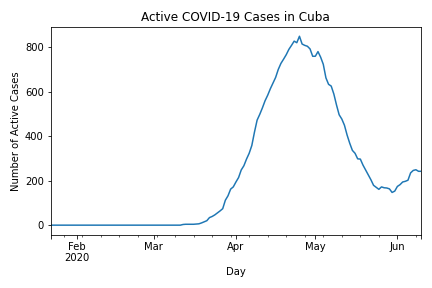 Active COVID-19 Cases in Cuba
Number of Active Cases
800
600
400
200
0
Feb Mar Apr May Jun
2020
Day